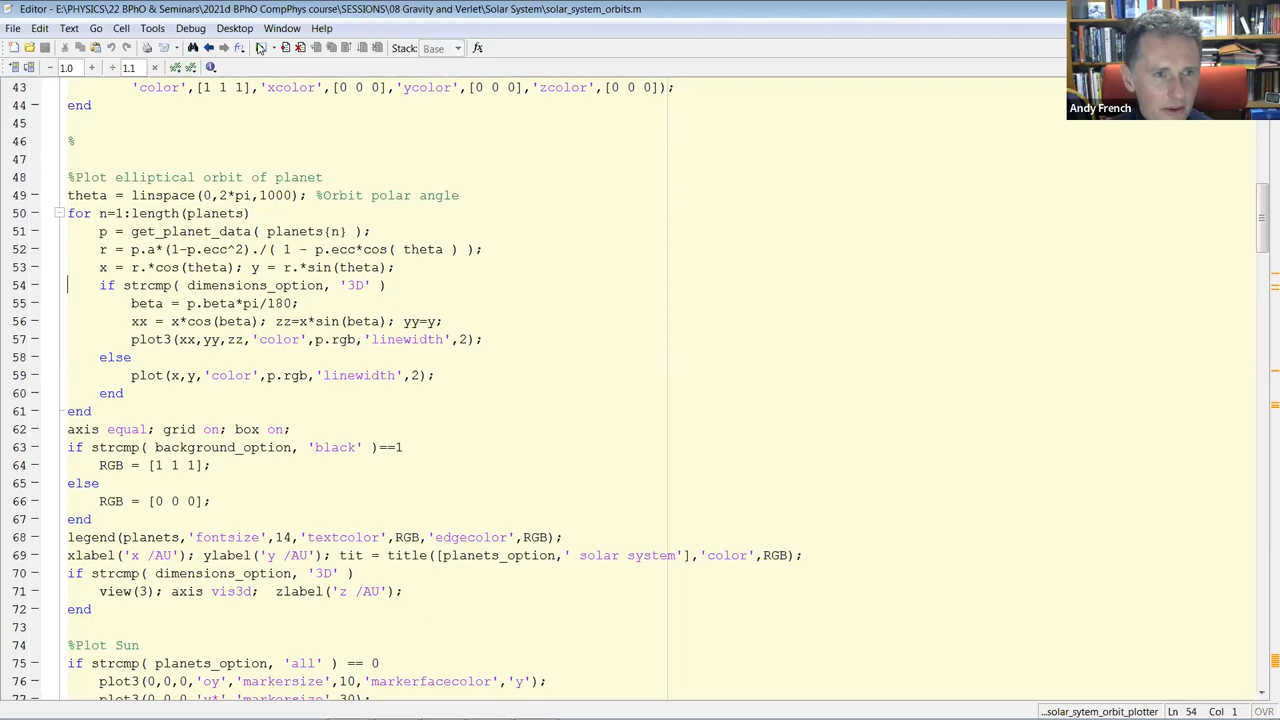 Editor - E:\PHYSICS\22 BPhO & Seminars\2021d BPhO CompPhys course\SESSIONS\08 Gravity and Verlet\Solar System\solar_system_orbits.m
File Edit Text Go Cell Tools Debug Desktop Window Help
Stack: Base fx
1.0 1.1
43 'color',[1 1 1],'xcolor',[0 0 0],'ycolor',[0 0 0],'zcolor',[0 0 0]);
44 end
45
46 %
47
48 %Plot elliptical orbit of planet
49 theta = linspace(0,2*pi,1000); %Orbit polar angle
50 for n=1:length(planets)
51 p = get_planet_data( planets{n} );
52 r = p.a*(1-p.ecc^2)./( 1 - p.ecc*cos( theta ) );
53 x = r.*cos(theta); y = r.*sin(theta);
54 if strcmp( dimensions_option, '3D' )
55 beta = p.beta*pi/180;
56 xx = x*cos(beta); zz=x*sin(beta); yy=y;
57 plot3(xx,yy,zz,'color',p.rgb,'linewidth',2);
58 else
59 plot(x,y,'color',p.rgb,'linewidth',2);
60 end
61 end
62 axis equal; grid on; box on;
63 if strcmp( background_option, 'black' )==1
64 RGB = [1 1 1];
65 else
66 RGB = [0 0 0];
67 end
68 legend(planets,'fontsize',14,'textcolor',RGB,'edgecolor',RGB);
69 xlabel('x /AU'); ylabel('y /AU'); tit = title([planets_option,' solar system'],'color',RGB);
70 if strcmp( dimensions_option, '3D' )
71 view(3); axis vis3d; zlabel('z /AU');
72 end
73
74 %Plot Sun
75 if strcmp( planets_option, 'all' ) == 0
76 plot3(0,0,0,'oy','markersize',10,'markerfacecolor','y');
77 plot3(0,0,0,'y*','markersize',30);
Andy French
...solar_sytem_orbit_plotter Ln 54 Col 1 OVR